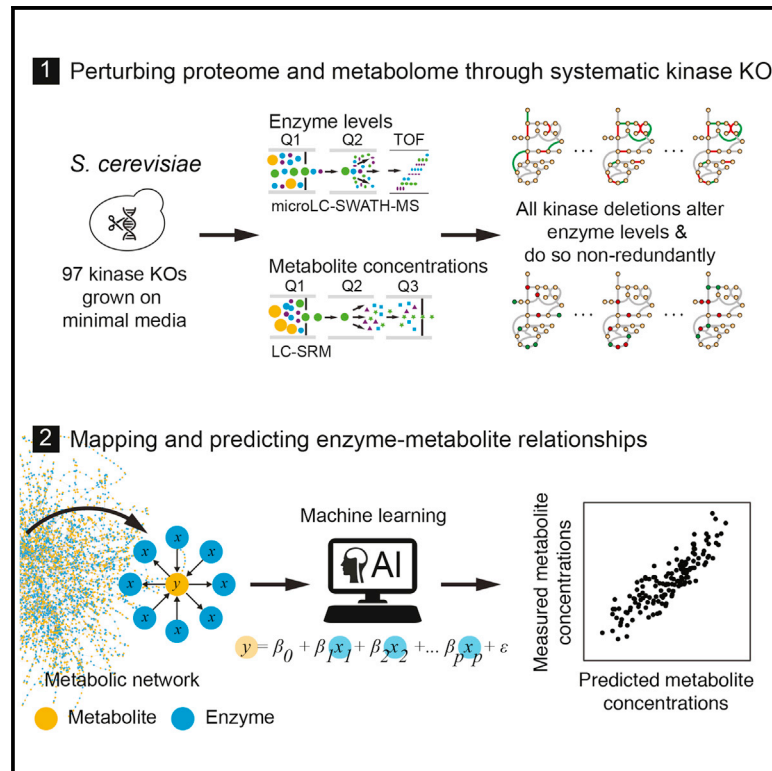 1 Perturbing proteome and metabolome through systematic kinase KO
S. cerevisiae
97 kinase KOs
grown on
minimal media
Enzyme levels
Q1 Q2 TOF
microLC-SWATH-MS
Metabolite concentrations
Q1 Q2 Q3
LC-SRM
... ...
All kinase deletions alter
enzyme levels &
do so non-redundantly
... ...
2 Mapping and predicting enzyme-metabolite relationships
x
x x
x y x
x x
x
Metabolic network
Metabolite Enzyme
Machine learning
AI
y = β0 + β1x1 + β2x2 + ... βpxp + ε
Measured metabolite
concentrations
Predicted metabolite
concentrations